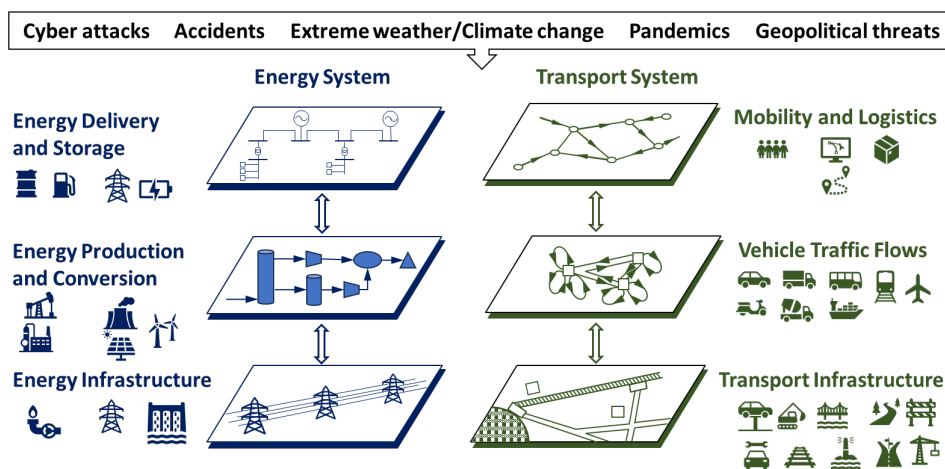 Cyber attacks Accidents Extreme weather/Climate change Pandemics Geopolitical threats
Energy System
Transport System
Energy Delivery
and Storage
Mobility and Logistics
Energy Production
and Conversion
Vehicle Traffic Flows
Energy Infrastructure
Transport Infrastructure